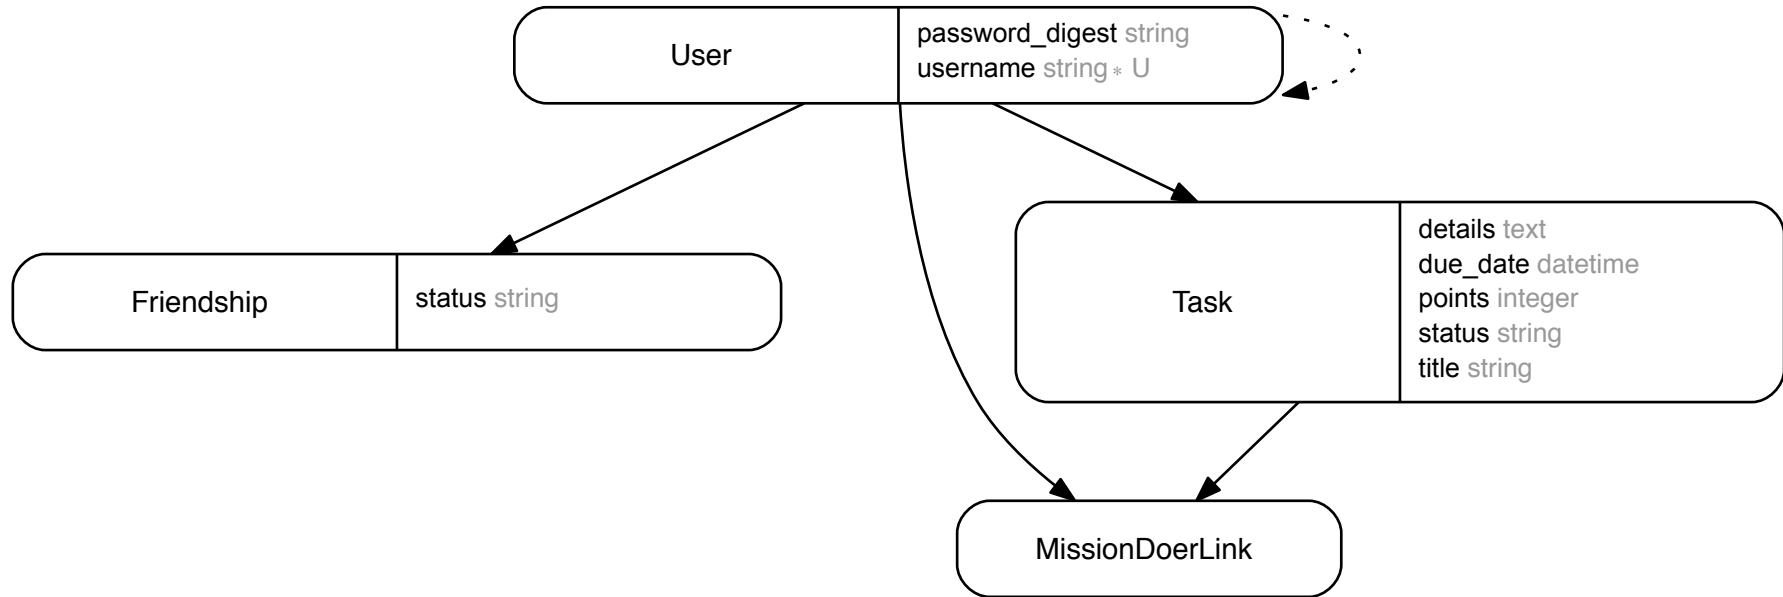 User
password_digest string
username string∗ U
Friendship
status string
Task
details text
due_date datetime
points integer
status string
title string
MissionDoerLink